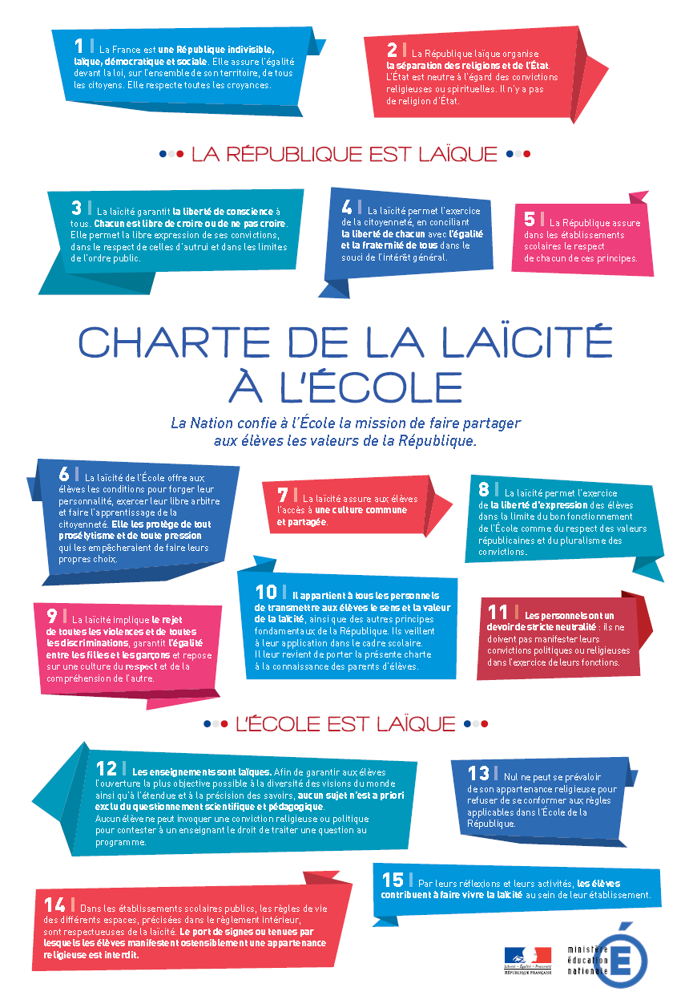 1 | La France est une République indivisible,
laïque, démocratique et sociale. Elle assure l'égalité
devant la loi, sur l'ensemble de son territoire, de tous
les citoyens. Elle respecte toutes les croyances.
2 | La République laïque organise
la séparation des religions et de l'État.
L'État est neutre à l'égard des convictions
religieuses ou spirituelles. Il n'y a pas
de religion d'État.
LA RÉPUBLIQUE EST LAÏQUE
3 | La laïcité garantit la liberté de conscience à
tous. Chacun est libre de croire ou de ne pas croire.
Elle permet la libre expression de ses convictions,
dans le respect de celles d'autrui et dans les limites
de l'ordre public.
4 | La laïcité permet l'exercice
de la citoyenneté, en conciliant
la liberté de chacun avec l'égalité
et la fraternité de tous dans le
souci de l'intérêt général.
5 | La République assure
dans les établissements
scolaires le respect
de chacun de ces principes.
CHARTE DE LA LAÏCITÉ
À L'ÉCOLE
La Nation confie à l'École la mission de faire partager
aux élèves les valeurs de la République.
6 | La laïcité de l'École offre aux
élèves les conditions pour forger leur
personnalité, exercer leur libre arbitre
et faire l'apprentissage de la
citoyenneté. Elle les protège de tout
prosélytisme et de toute pression
qui les empêcheraient de faire leurs
propres choix.
7 | La laïcité assure aux élèves
l'accès à une culture commune
et partagée.
8 | La laïcité permet l'exercice
de la liberté d'expression des élèves
dans la limite du bon fonctionnement
de l'École comme du respect des valeurs
républicaines et du pluralisme des
convictions.
9 | La laïcité implique le rejet
de toutes les violences et de toutes
les discriminations, garantit l'égalité
entre les filles et les garçons et repose
sur une culture du respect et de la
compréhension de l'autre.
10 | Il appartient à tous les personnels
de transmettre aux élèves le sens et la valeur
de la laïcité, ainsi que des autres principes
fondamentaux de la République. Ils veillent
à leur application dans le cadre scolaire.
Il leur revient de porter la présente charte
à la connaissance des parents d'élèves.
11 | Les personnels ont un
devoir de stricte neutralité : ils ne
doivent pas manifester leurs
convictions politiques ou religieuses
dans l'exercice de leurs fonctions.
L'ÉCOLE EST LAÏQUE
12 | Les enseignements sont laïques. Afin de garantir aux élèves
l'ouverture la plus objective possible à la diversité des visions du monde
ainsi qu'à l'étendue et à la précision des savoirs, aucun sujet n'est a priori
exclu du questionnement scientifique et pédagogique.
Aucun élève ne peut invoquer une conviction religieuse ou politique
pour contester à un enseignant le droit de traiter une question au
programme.
13 | Nul ne peut se prévaloir
de son appartenance religieuse pour
refuser de se conformer aux règles
applicables dans l'École de la
République.
14 | Dans les établissements scolaires publics, les règles de vie
des différents espaces, précisées dans le règlement intérieur,
sont respectueuses de la laïcité. Le port de signes ou tenues par
lesquels les élèves manifestent ostensiblement une appartenance
religieuse est interdit.
15 | Par leurs réflexions et leurs activités, les élèves
contribuent à faire vivre la laïcité au sein de leur établissement.
Liberté • Égalité • Fraternité
RÉPUBLIQUE FRANÇAISE
ministère
éducation
nationale
É